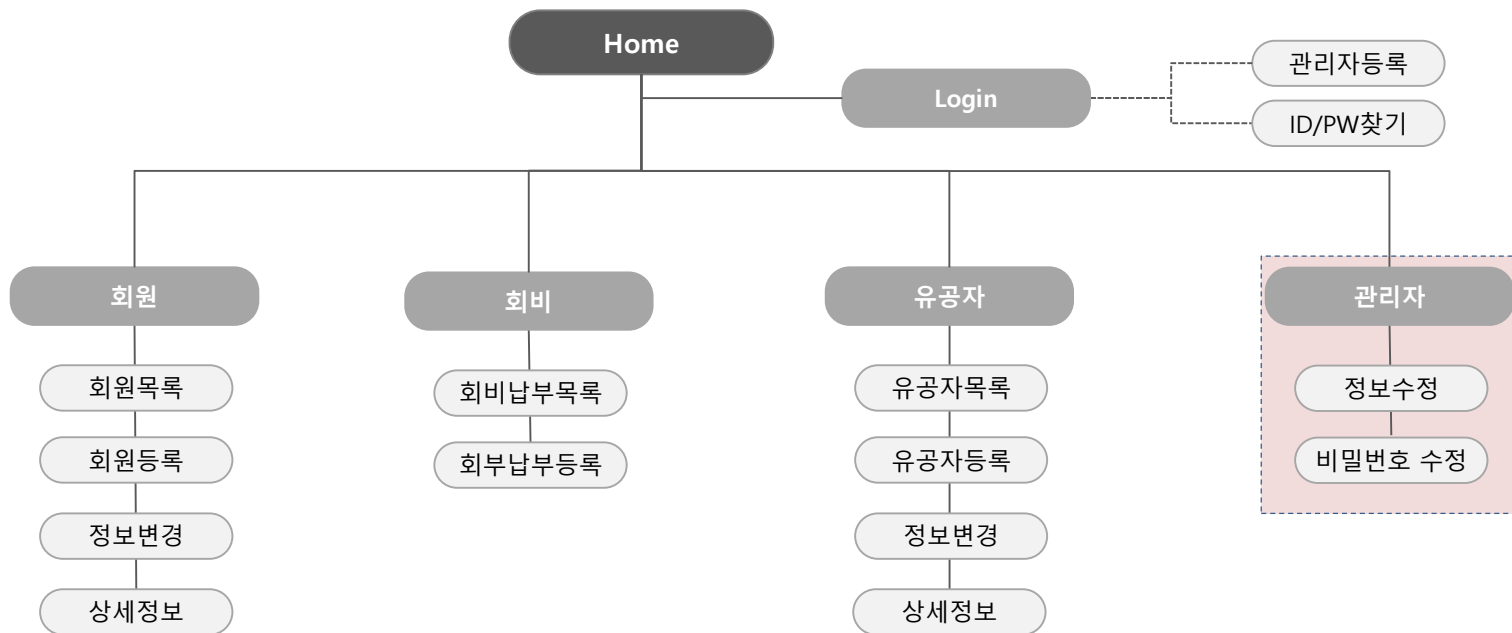 Home
Login
관리자등록
ID/PW찾기
회원
회원목록
회원등록
정보변경
상세정보
회비
회비납부목록
회부납부등록
유공자
유공자목록
유공자등록
정보변경
상세정보
관리자
정보수정
비밀번호 수정